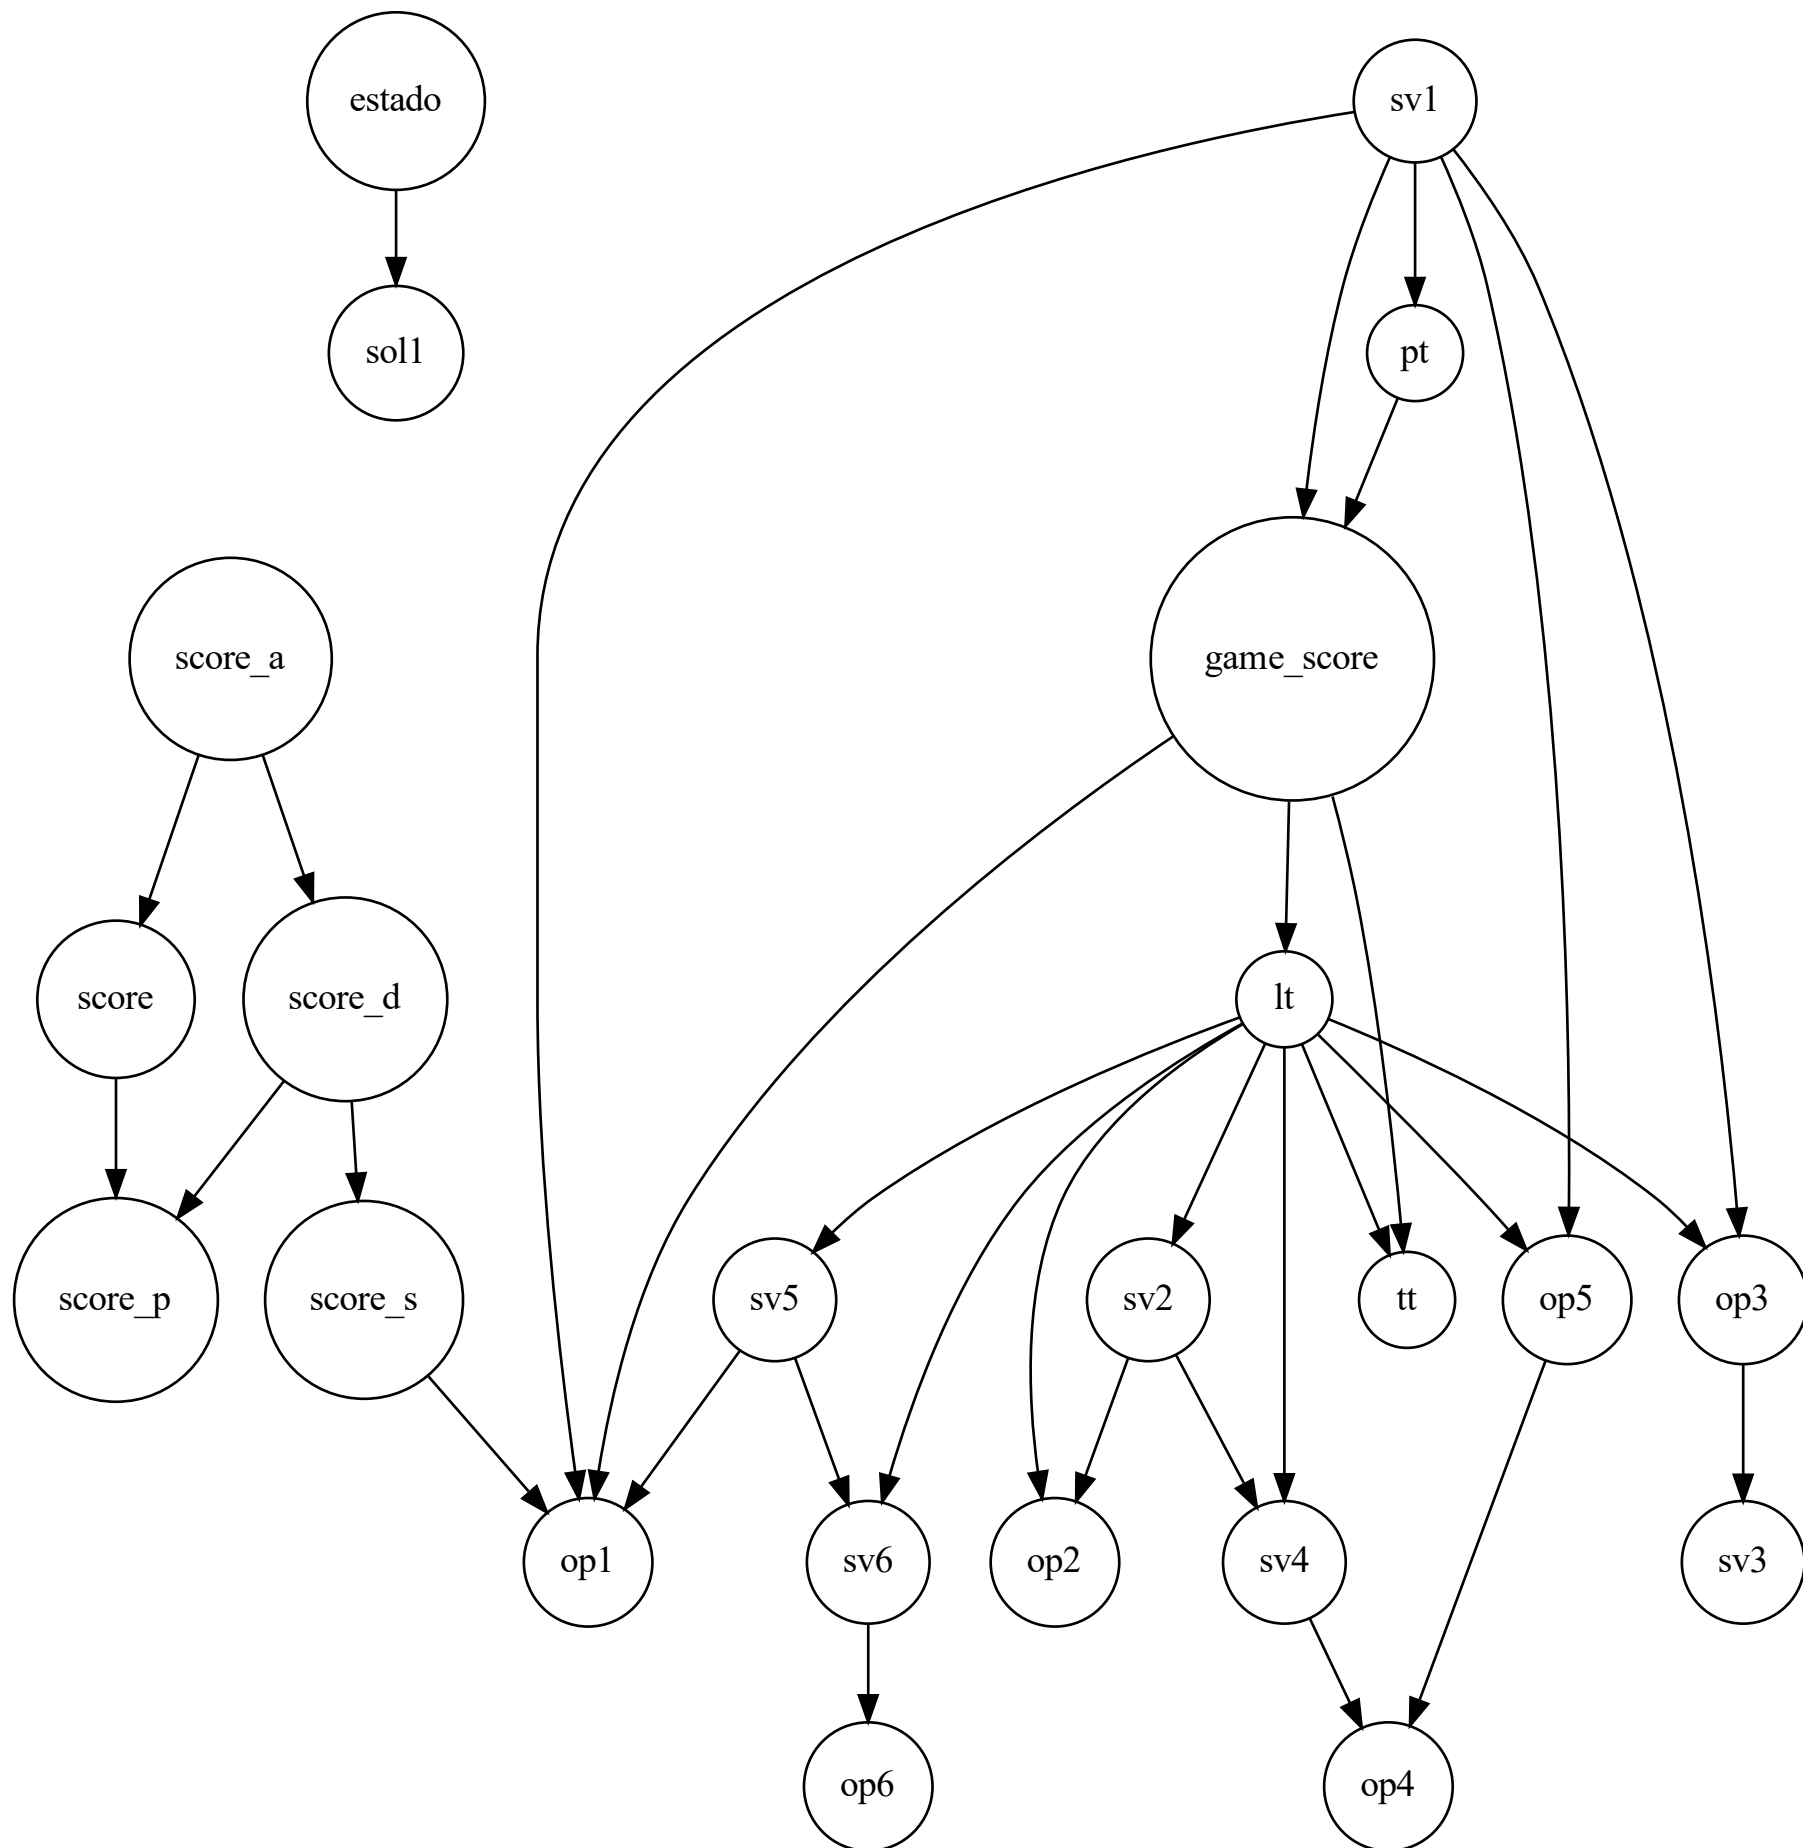 estado
sv1
sol1
pt
score_a
game_score
score
score_d
lt
score_p
score_s
sv5
sv2
tt
op5
op3
op1
sv6
op2
sv4
sv3
op6
op4